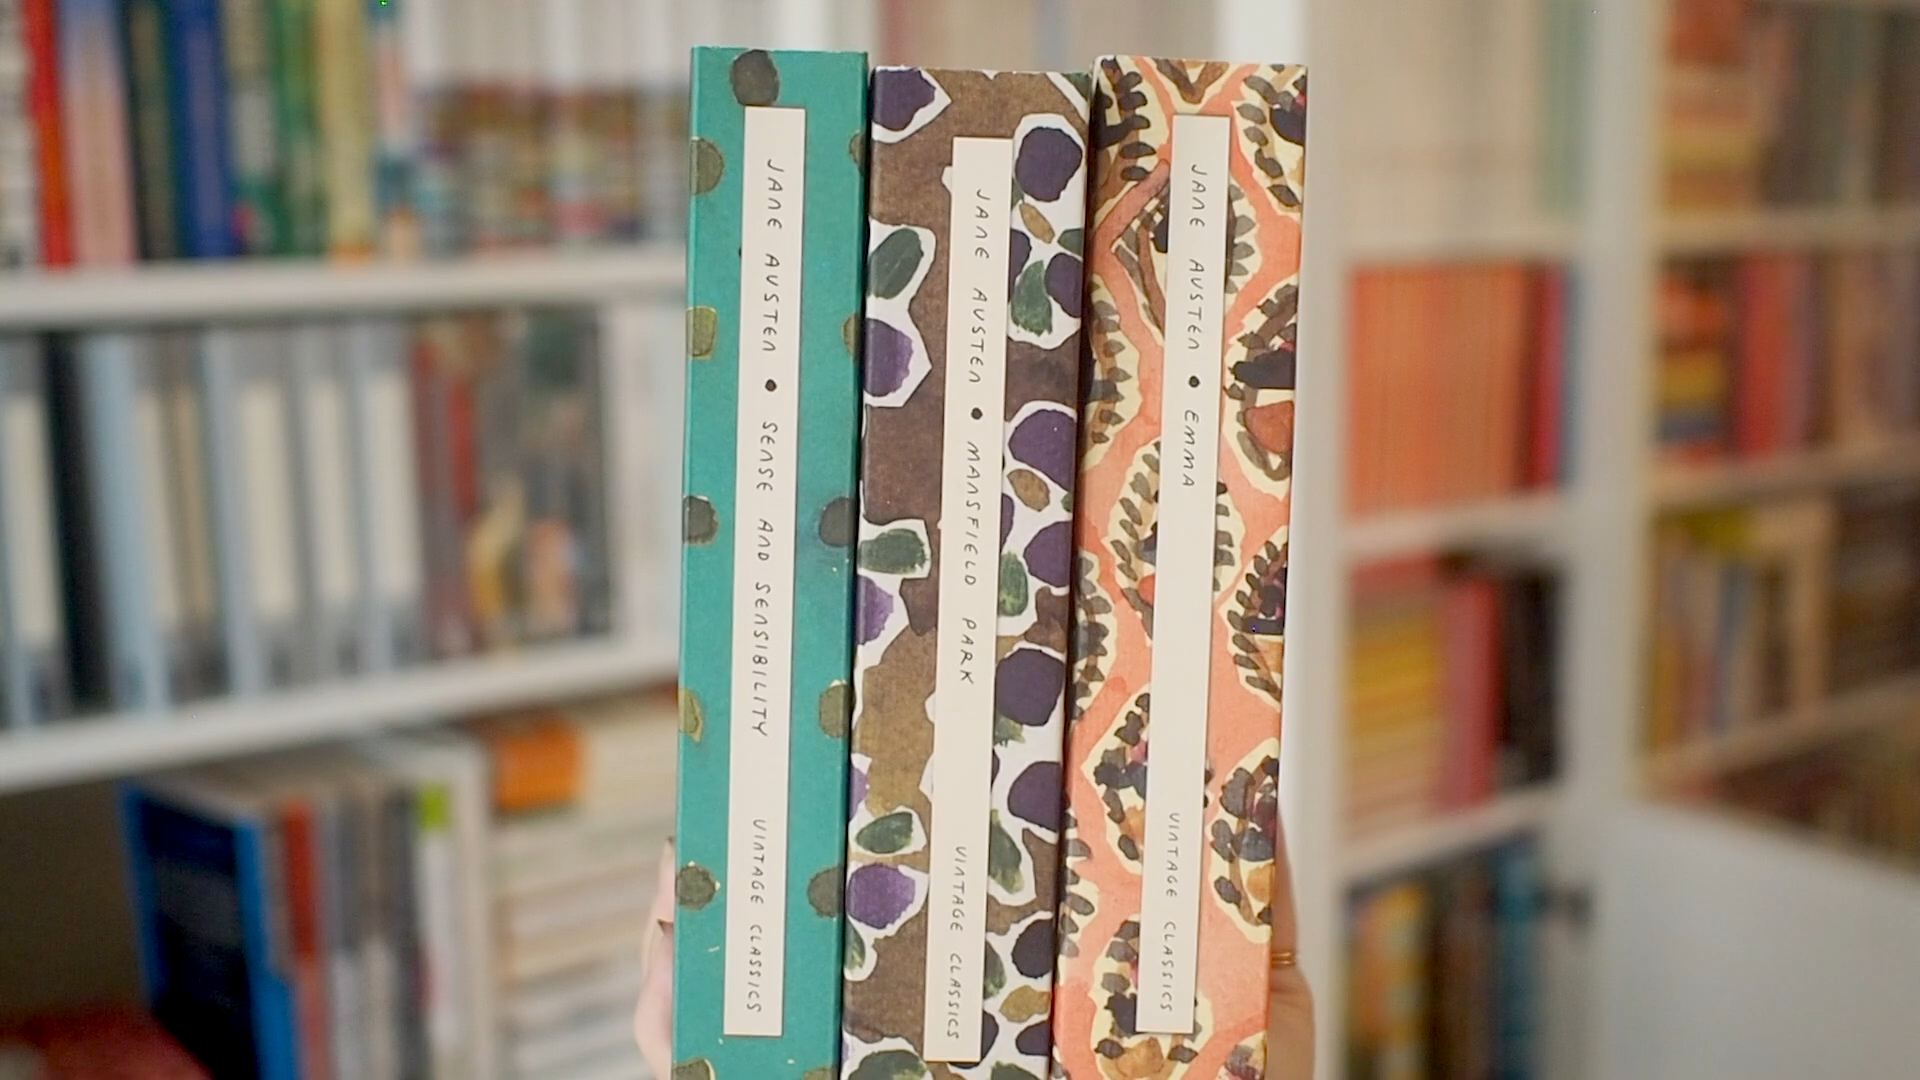 JANE AUSTEN • SENSE AND SENSIBILITY VINTAGE CLASSICS
JANE AUSTEN • MANSFIELD PARK VINTAGE CLASSICS
JANE AUSTEN • EMMA VINTAGE CLASSICS